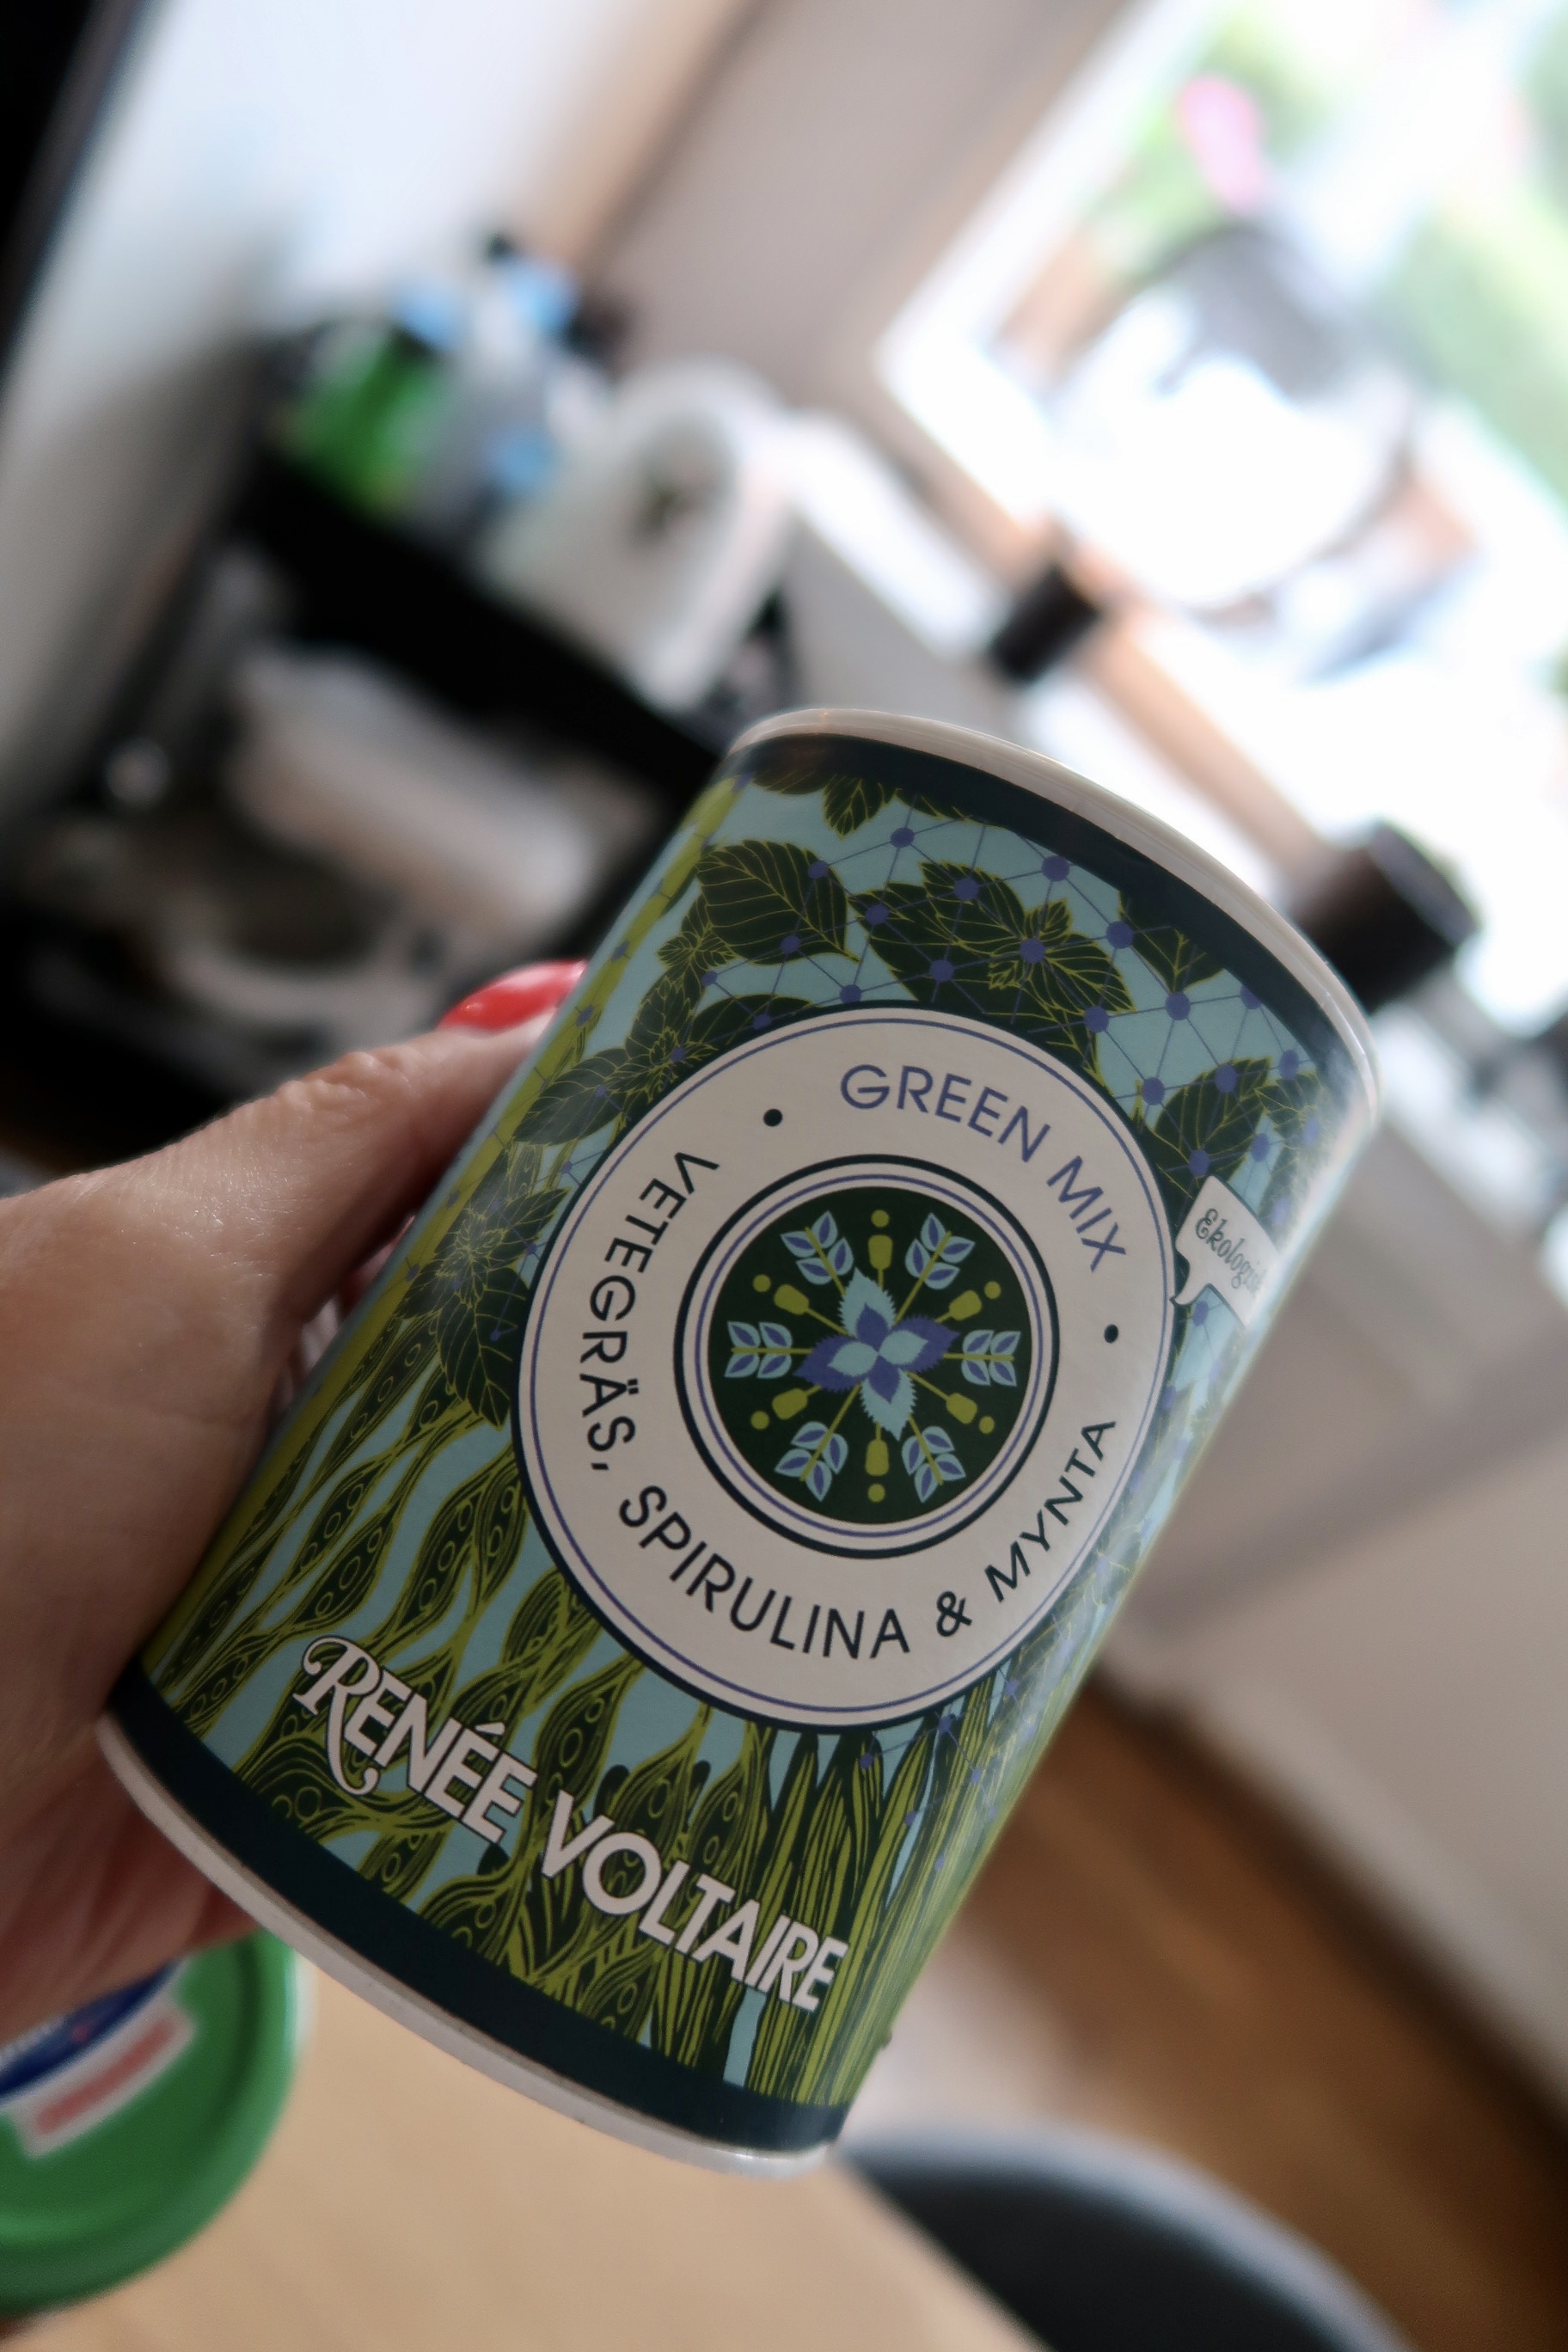 GREEN MIX
VETEGRÄS, SPIRULINA & MYNTA
RENÉE VOLTAIRE